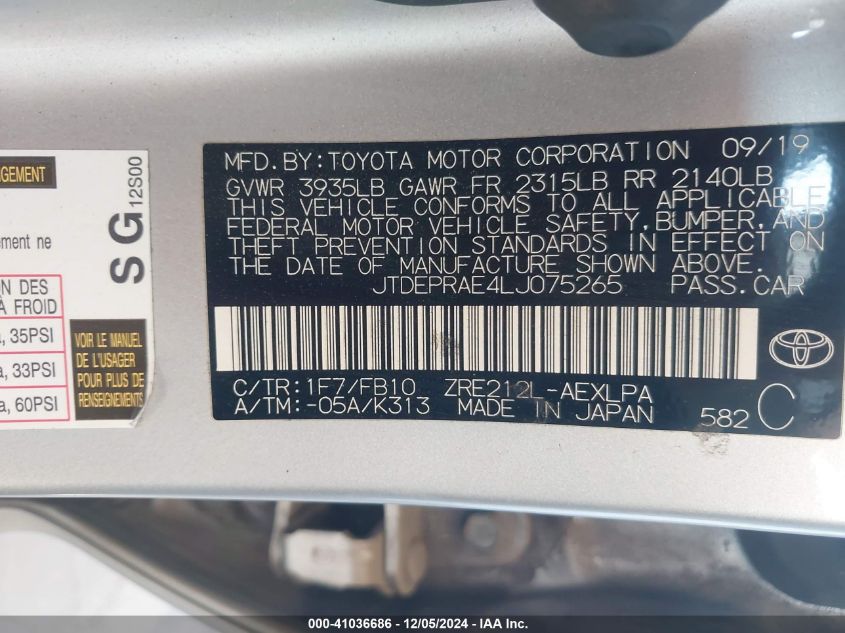 AGEMENT
ement ne
ON DES
À FROID
a, 35PSI
a, 33PSI
a, 60PSI
VOIR LE MANUEL
DE L'USAGER
POUR PLUS DE
RENSEIGNEMENTS
SG 12S00
MFD.BY:TOYOTA MOTOR CORPORATION 09/19
GVWR 3935LB GAWR FR 2315LB RR 2140LB
THIS VEHICLE CONFORMS TO ALL APPLICABLE
FEDERAL MOTOR VEHICLE SAFETY,BUMPER,AND
THEFT PREVENTION STANDARDS IN EFFECT ON
THE DATE OF MANUFACTURE SHOWN ABOVE.
JTDEPRAE4LJ075265 PASS.CAR
C/TR:1F7/FB10 ZRE212L-AEXLPA
A/TM:-05A/K313 MADE IN JAPAN 582 C
000-41036686 - 12/05/2024 - I am IAA, Inc.